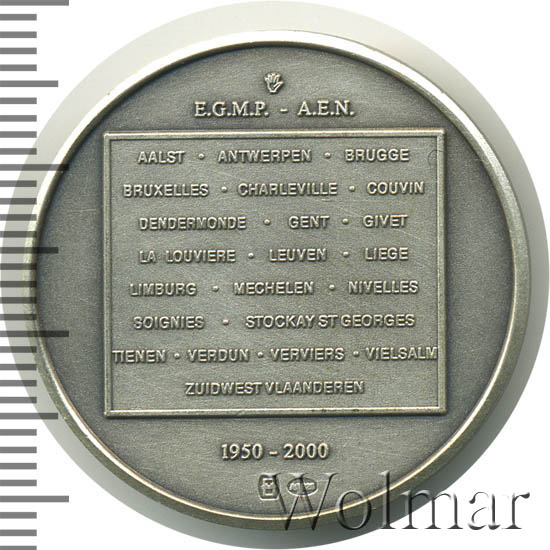 E.G.M.P. - A.E.N.
AALST - ANTWERPEN - BRUGGE
BRUXELLES - CHARLEVILLE - COUVIN
DENDERMONDE - GENT - GIVET
LA LOUVIERE - LEUVEN - LIEGE
LIMBURG - MECHELEN - NIVELLES
SOIGNIES - STOCKAY ST GEORGES
TIENEN - VERDUN - VERVIERS - VIELSALM
ZUIDWEST VLAANDEREN
1950 - 2000
Wolmar